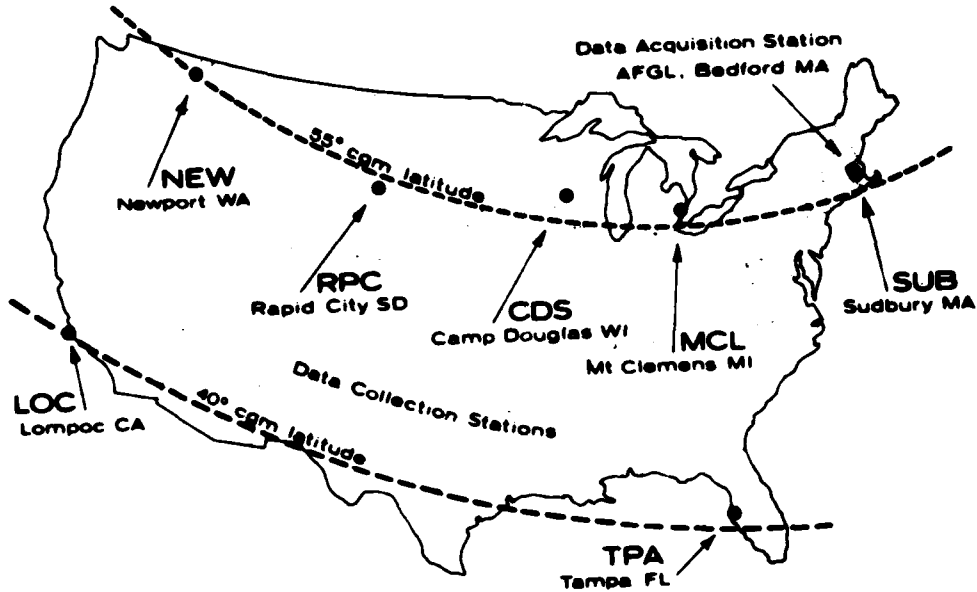 Data Acquisition Station
AFGL, Bedford MA
55° cgm latitude
NEW
Newport WA
RPC
Rapid City SD
CDS
Camp Douglas WI
MCL
Mt Clemens MI
SUB
Sudbury MA
LOC
Lompoc CA
40° cgm latitude
Data Collection Stations
TPA
Tampa FL